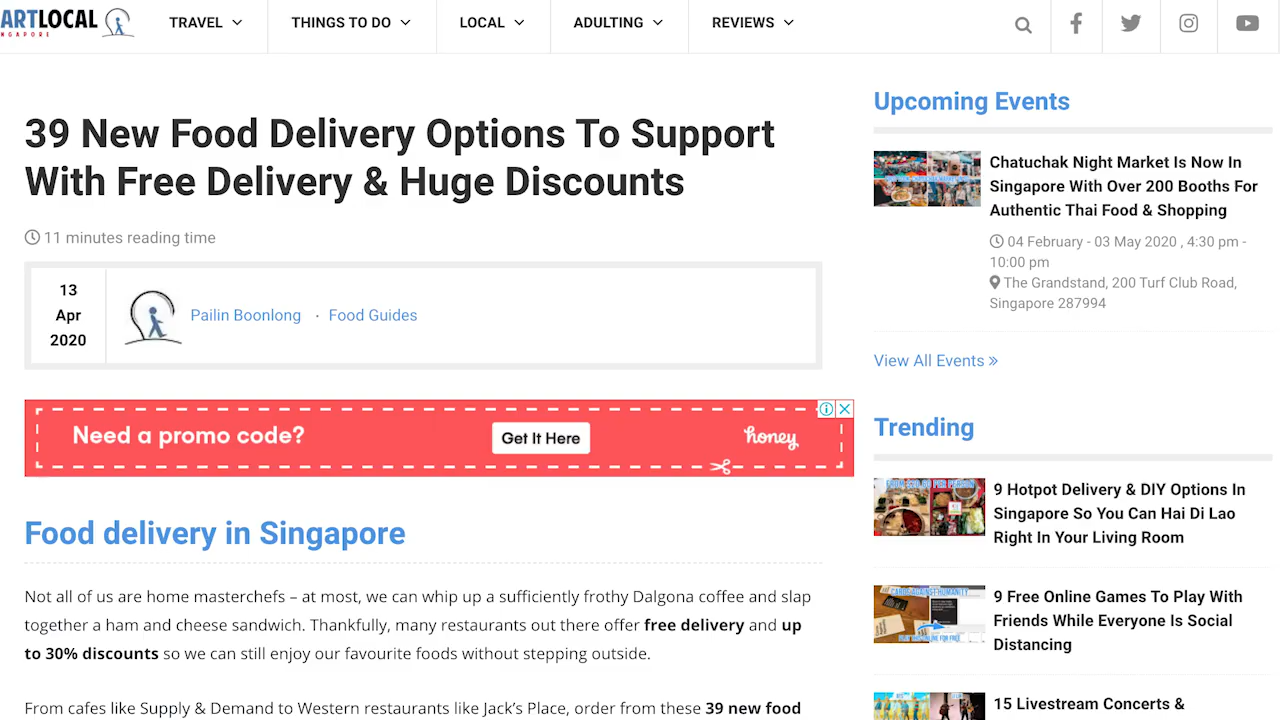 ARTLOCAL
NGAPORE
TRAVEL
THINGS TO DO
LOCAL
ADULTING
REVIEWS
39 New Food Delivery Options To Support
With Free Delivery & Huge Discounts
11 minutes reading time
13
Apr
2020
Pailin Boonlong · Food Guides
Need a promo code?
Get It Here
honey
Food delivery in Singapore
Not all of us are home masterchefs – at most, we can whip up a sufficiently frothy Dalgona coffee and slap
together a ham and cheese sandwich. Thankfully, many restaurants out there offer free delivery and up
to 30% discounts so we can still enjoy our favourite foods without stepping outside.
From cafes like Supply & Demand to Western restaurants like Jack's Place, order from these 39 new food
Upcoming Events
Chatuchak Night Market Is Now In
Singapore With Over 200 Booths For
Authentic Thai Food & Shopping
04 February - 03 May 2020 , 4:30 pm -
10:00 pm
The Grandstand, 200 Turf Club Road,
Singapore 287994
View All Events »
Trending
9 Hotpot Delivery & DIY Options In
Singapore So You Can Hai Di Lao
Right In Your Living Room
9 Free Online Games To Play With
Friends While Everyone Is Social
Distancing
15 Livestream Concerts &